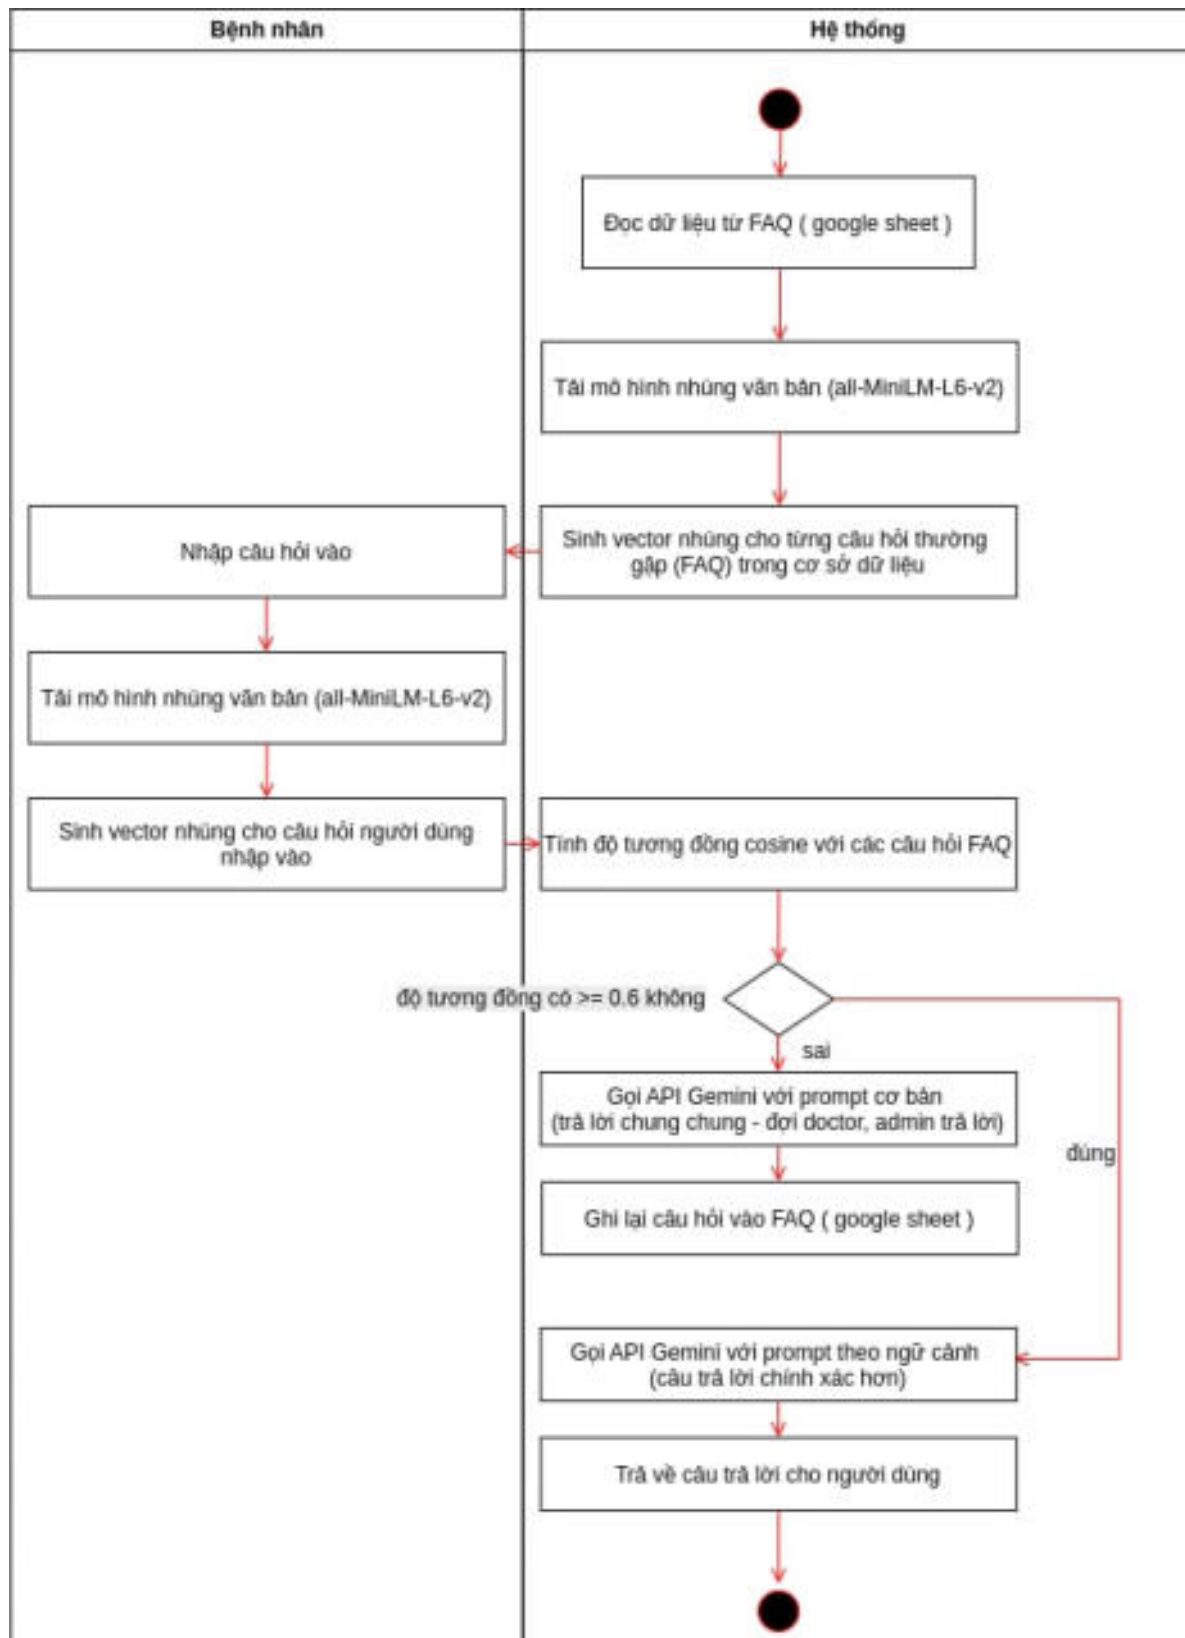 Bệnh nhân
Hệ thống
Đọc dữ liệu từ FAQ ( google sheet )
Tải mô hình nhúng văn bản (all-MiniLM-L6-v2)
Sinh vector nhúng cho từng câu hỏi thường
gặp (FAQ) trong cơ sở dữ liệu
Nhập câu hỏi vào
Tải mô hình nhúng văn bản (all-MiniLM-L6-v2)
Sinh vector nhúng cho câu hỏi người dùng
nhập vào
Tính độ tương đồng cosine với các câu hỏi FAQ
độ tương đồng có >= 0.6 không
sai
Gọi API Gemini với prompt cơ bản
(trả lời chung chung - đợi doctor, admin trả lời)
đúng
Ghi lại câu hỏi vào FAQ ( google sheet )
Gọi API Gemini với prompt theo ngữ cảnh
(câu trả lời chính xác hơn)
Trả về câu trả lời cho người dùng